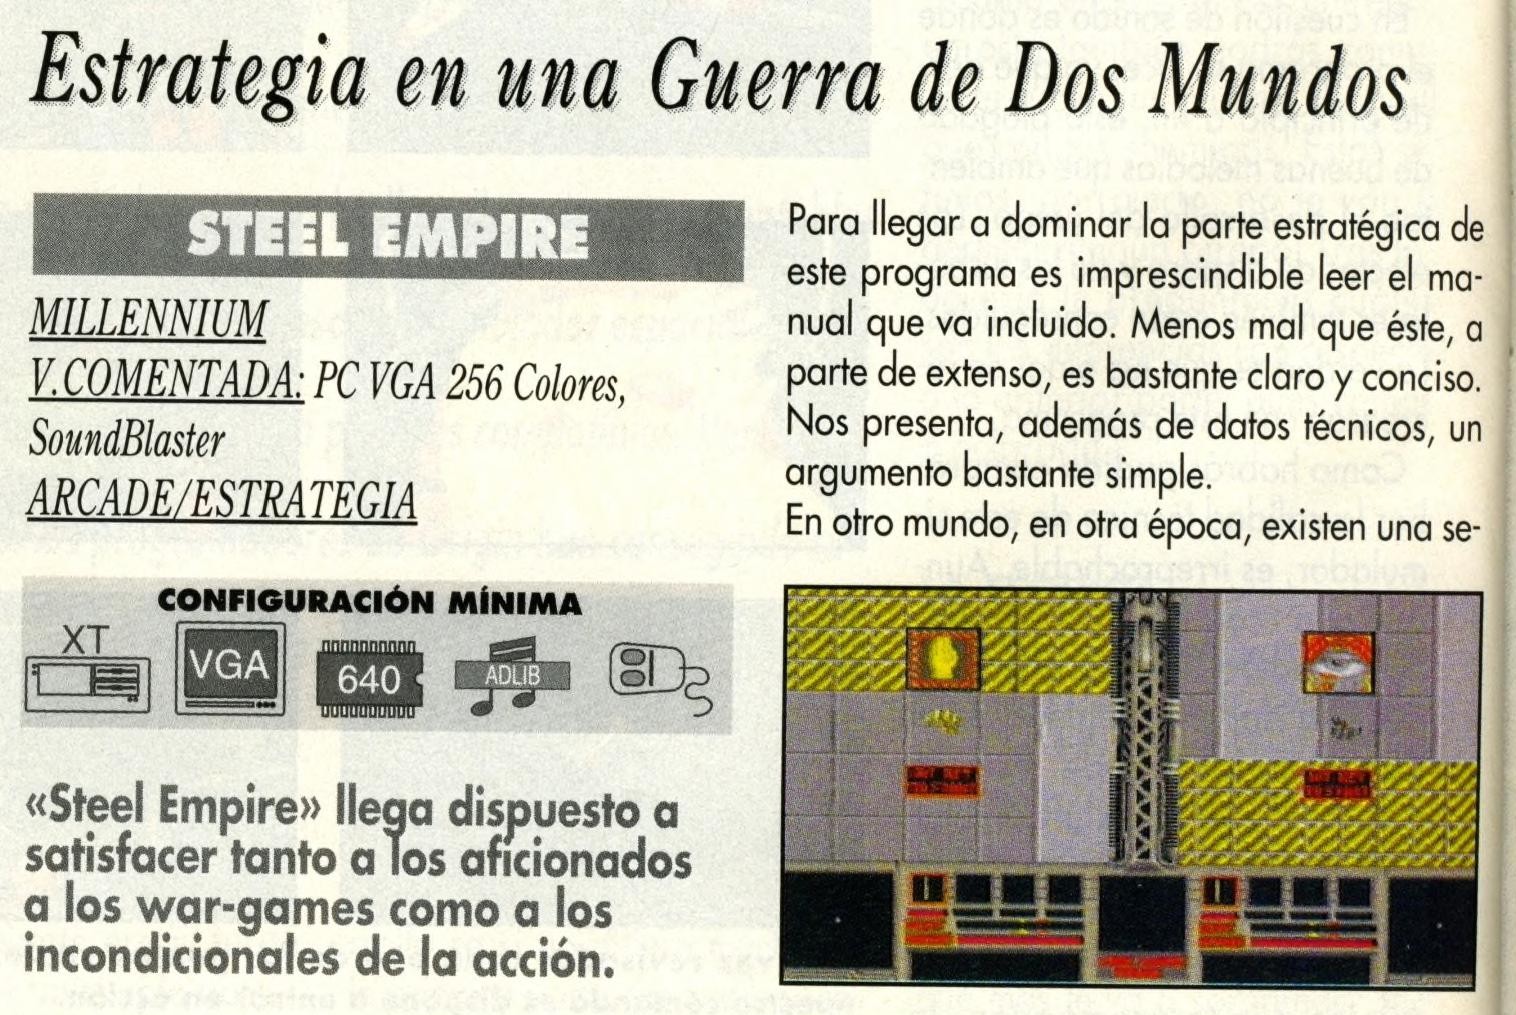 Estrategia en una Guerra de Dos Mundos
STEEL EMPIRE
MILLENNIUM
V.COMENTADA: PC VGA 256 Colores,
SoundBlaster
ARCADE/ESTRATEGIA
CONFIGURACIÓN MÍNIMA
XT
VGA
640
ADLIB
«Steel Empire» llega dispuesto a
satisfacer tanto a los aficionados
a los war-games como a los
incondicionales de la acción.
Para llegar a dominar la parte estratégica de
este programa es imprescindible leer el ma-
nual que va incluido. Menos mal que éste, a
parte de extenso, es bastante claro y conciso.
Nos presenta, además de datos técnicos, un
argumento bastante simple.
En otro mundo, en otra época, existen una se-